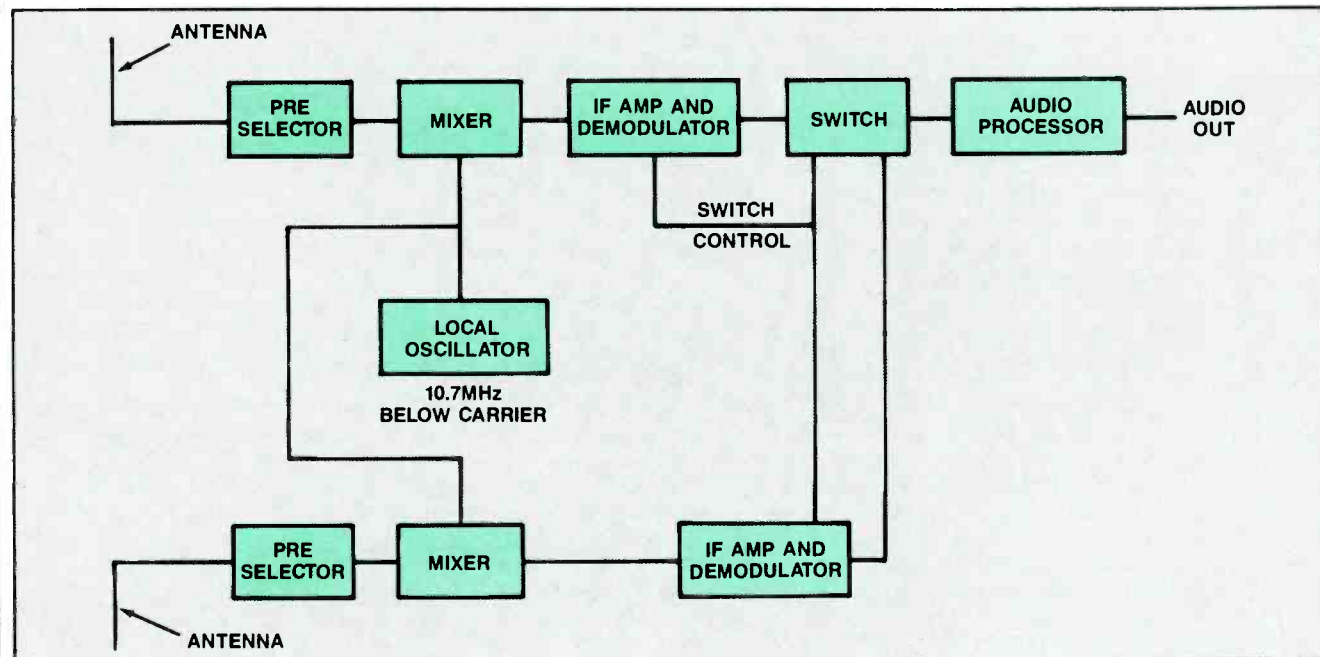 ANTENNA
PRE
SELECTOR
MIXER
IF AMP AND
DEMODULATOR
SWITCH
AUDIO
PROCESSOR
AUDIO
OUT
SWITCH
CONTROL
LOCAL
OSCILLATOR
10.7MHz
BELOW CARRIER
PRE
SELECTOR
MIXER
IF AMP AND
DEMODULATOR
ANTENNA